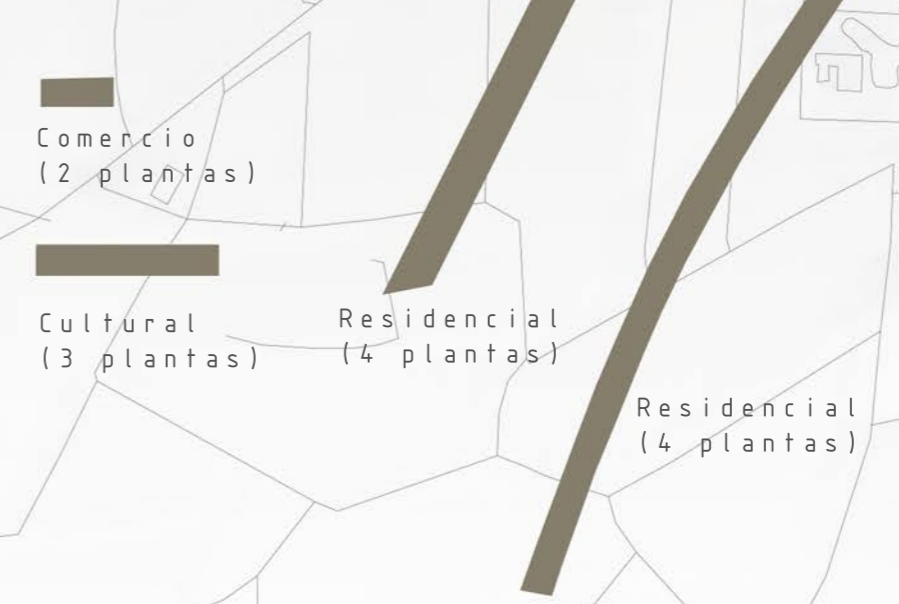 Comercio
(2 plantas)
Cultural
(3 plantas)
Residencial
(4 plantas)
Residencial
(4 plantas)